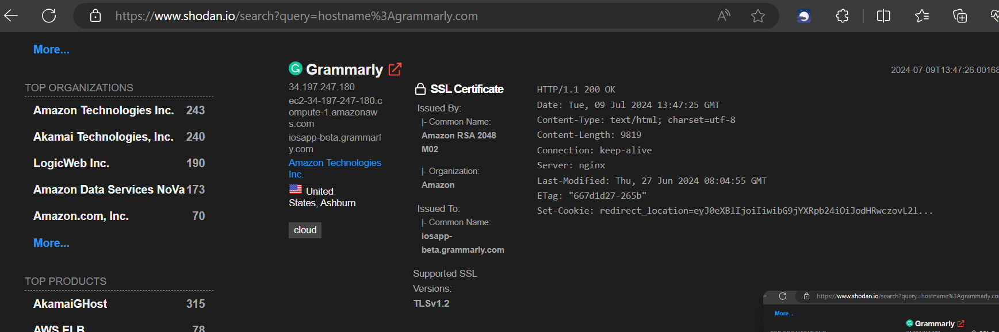 https://www.shodan.io/search?query=hostname%3Agrammarly.com
More...
TOP ORGANIZATIONS
Amazon Technologies Inc. 243
Akamai Technologies, Inc. 240
LogicWeb Inc. 190
Amazon Data Services NoVa 173
Amazon.com, Inc. 70
More...
TOP PRODUCTS
AkamaiGHost 315
AWS ELB 78
Grammarly
34.197.247.180
ec2-34-197-247-180.c
ompute-1.amazonaw
s.com
iosapp-beta.grammarl
y.com
Amazon Technologies
Inc.
United
States, Ashburn
cloud
SSL Certificate
Issued By:
|- Common Name:
Amazon RSA 2048
M02
|- Organization:
Amazon
Issued To:
|- Common Name:
iosapp-
beta.grammarly.com
Supported SSL
Versions:
TLSv1.2
2024-07-09T13:47:26.00168
HTTP/1.1 200 OK
Date: Tue, 09 Jul 2024 13:47:25 GMT
Content-Type: text/html; charset=utf-8
Content-Length: 9819
Connection: keep-alive
Server: nginx
Last-Modified: Thu, 27 Jun 2024 08:04:55 GMT
ETag: "667d1d27-265b"
Set-Cookie: redirect_location=eyJ0eXBlIjoiIiwibG9jYXRpb24iOiJodHRwczovL2l...
https://www.shodan.io/search?query=hostname%3Agrammarly.co
More...
Grammarly